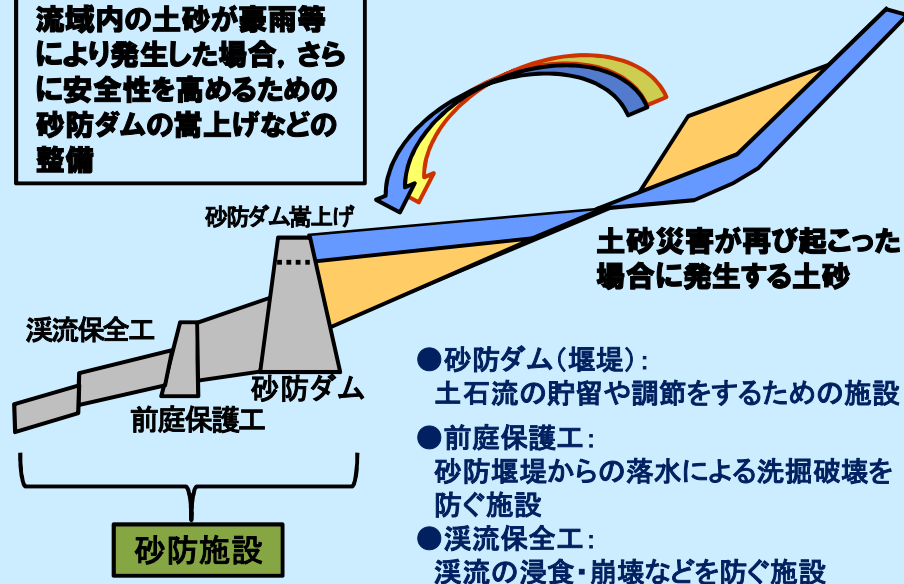 流域内の土砂が豪雨等
により発生した場合，さら
に安全性を高めるための
砂防ダムの嵩上げなどの
整備
砂防ダム嵩上げ
土砂災害が再び起こった
場合に発生する土砂
渓流保全工
砂防ダム
前庭保護工
砂防施設
●砂防ダム（堰堤）：
土石流の貯留や調節をするための施設
●前庭保護工：
砂防堰堤からの落水による洗掘破壊を
防ぐ施設
●渓流保全工：
渓流の浸食・崩壊などを防ぐ施設